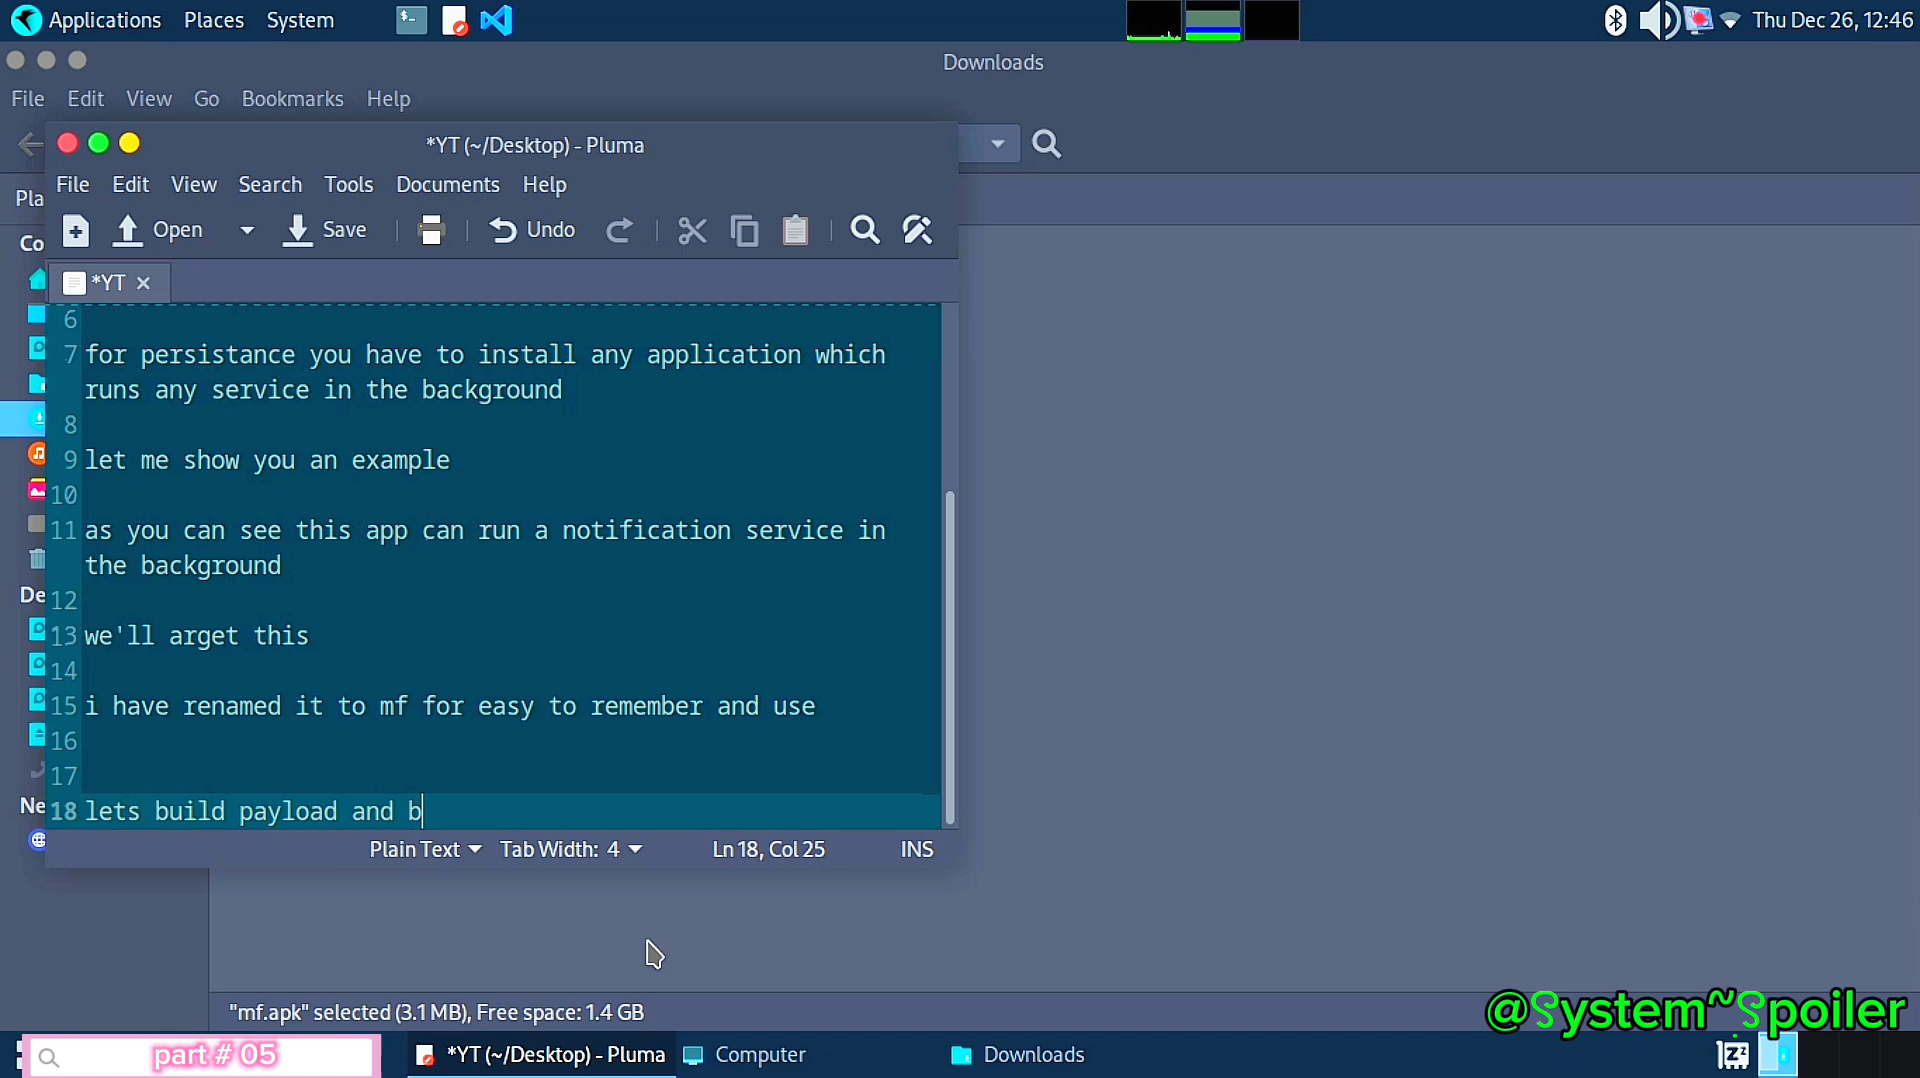 Applications Places System
Thu Dec 26, 12:46
Downloads
File Edit View Go Bookmarks Help
*YT (~/Desktop) - Pluma
File Edit View Search Tools Documents Help
Open Save Undo
Pla
*YT
Co
6
7 for persistance you have to install any application which
runs any service in the background
8
9 let me show you an example
10
11 as you can see this app can run a notification service in
the background
De
12
13 we'll arget this
14
15 i have renamed it to mf for easy to remember and use
16
17
Ne
18 lets build payload and b
Plain Text Tab Width: 4 Ln 18, Col 25 INS
"mf.apk" selected (3.1 MB), Free space: 1.4 GB
@System~Spoiler
part # 05
*YT (~/Desktop) - Pluma Computer Downloads